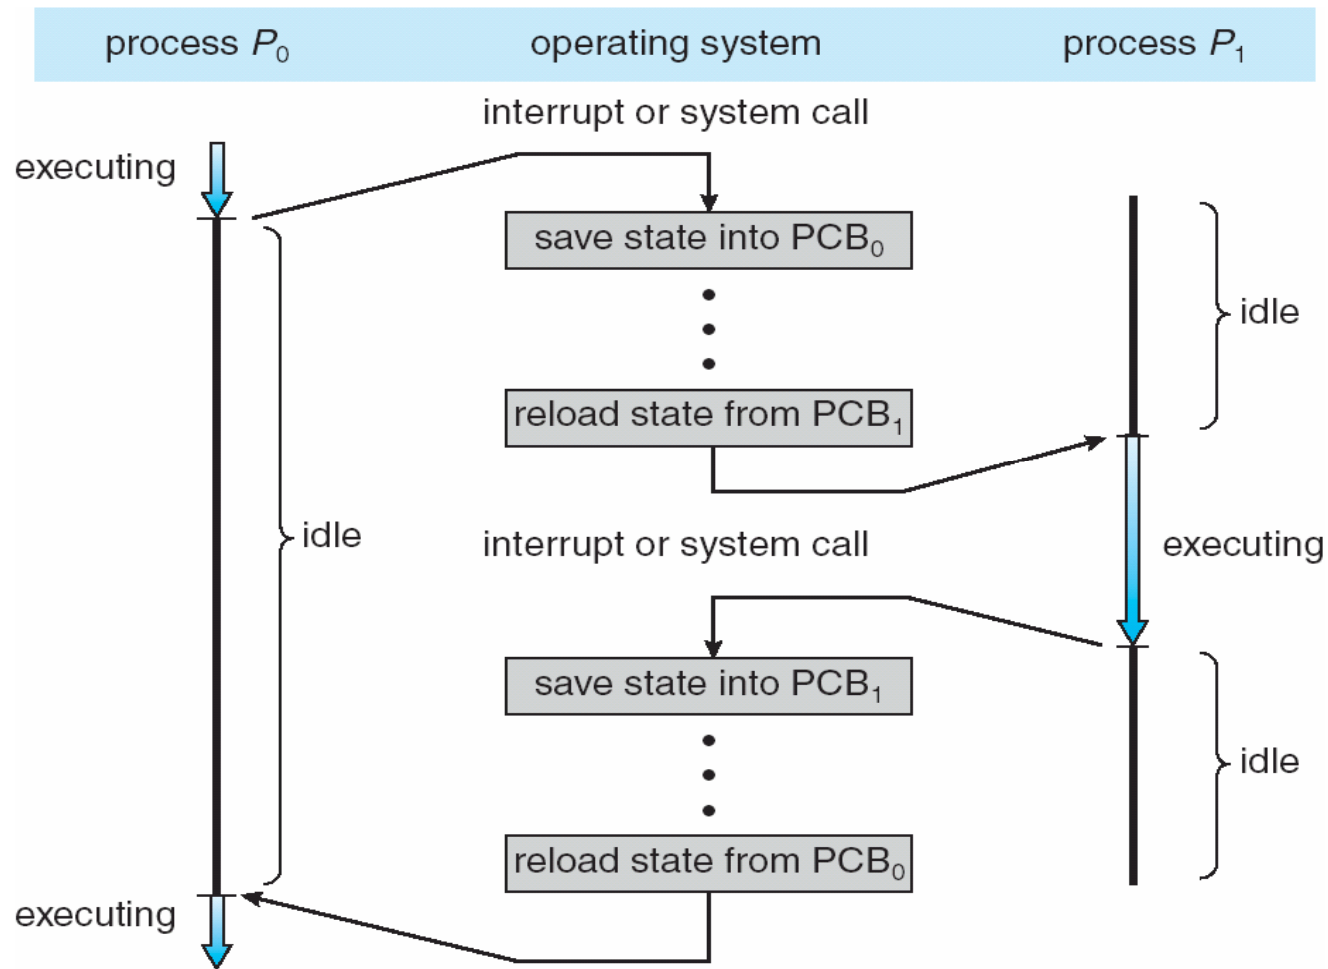 process P₀ operating system process P₁
interrupt or system call
executing
save state into PCB₀
idle
reload state from PCB₁
idle
interrupt or system call
executing
save state into PCB₁
idle
reload state from PCB₀
executing